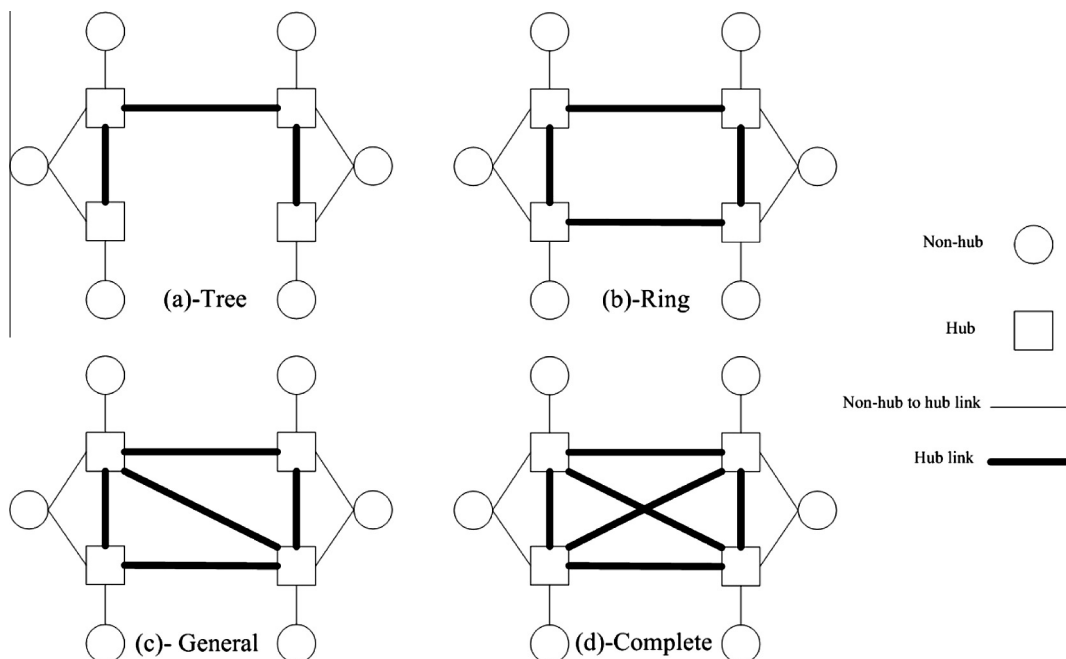 (a)-Tree
(b)-Ring
Non-hub
Hub
Non-hub to hub link
Hub link
(c)- General
(d)-Complete